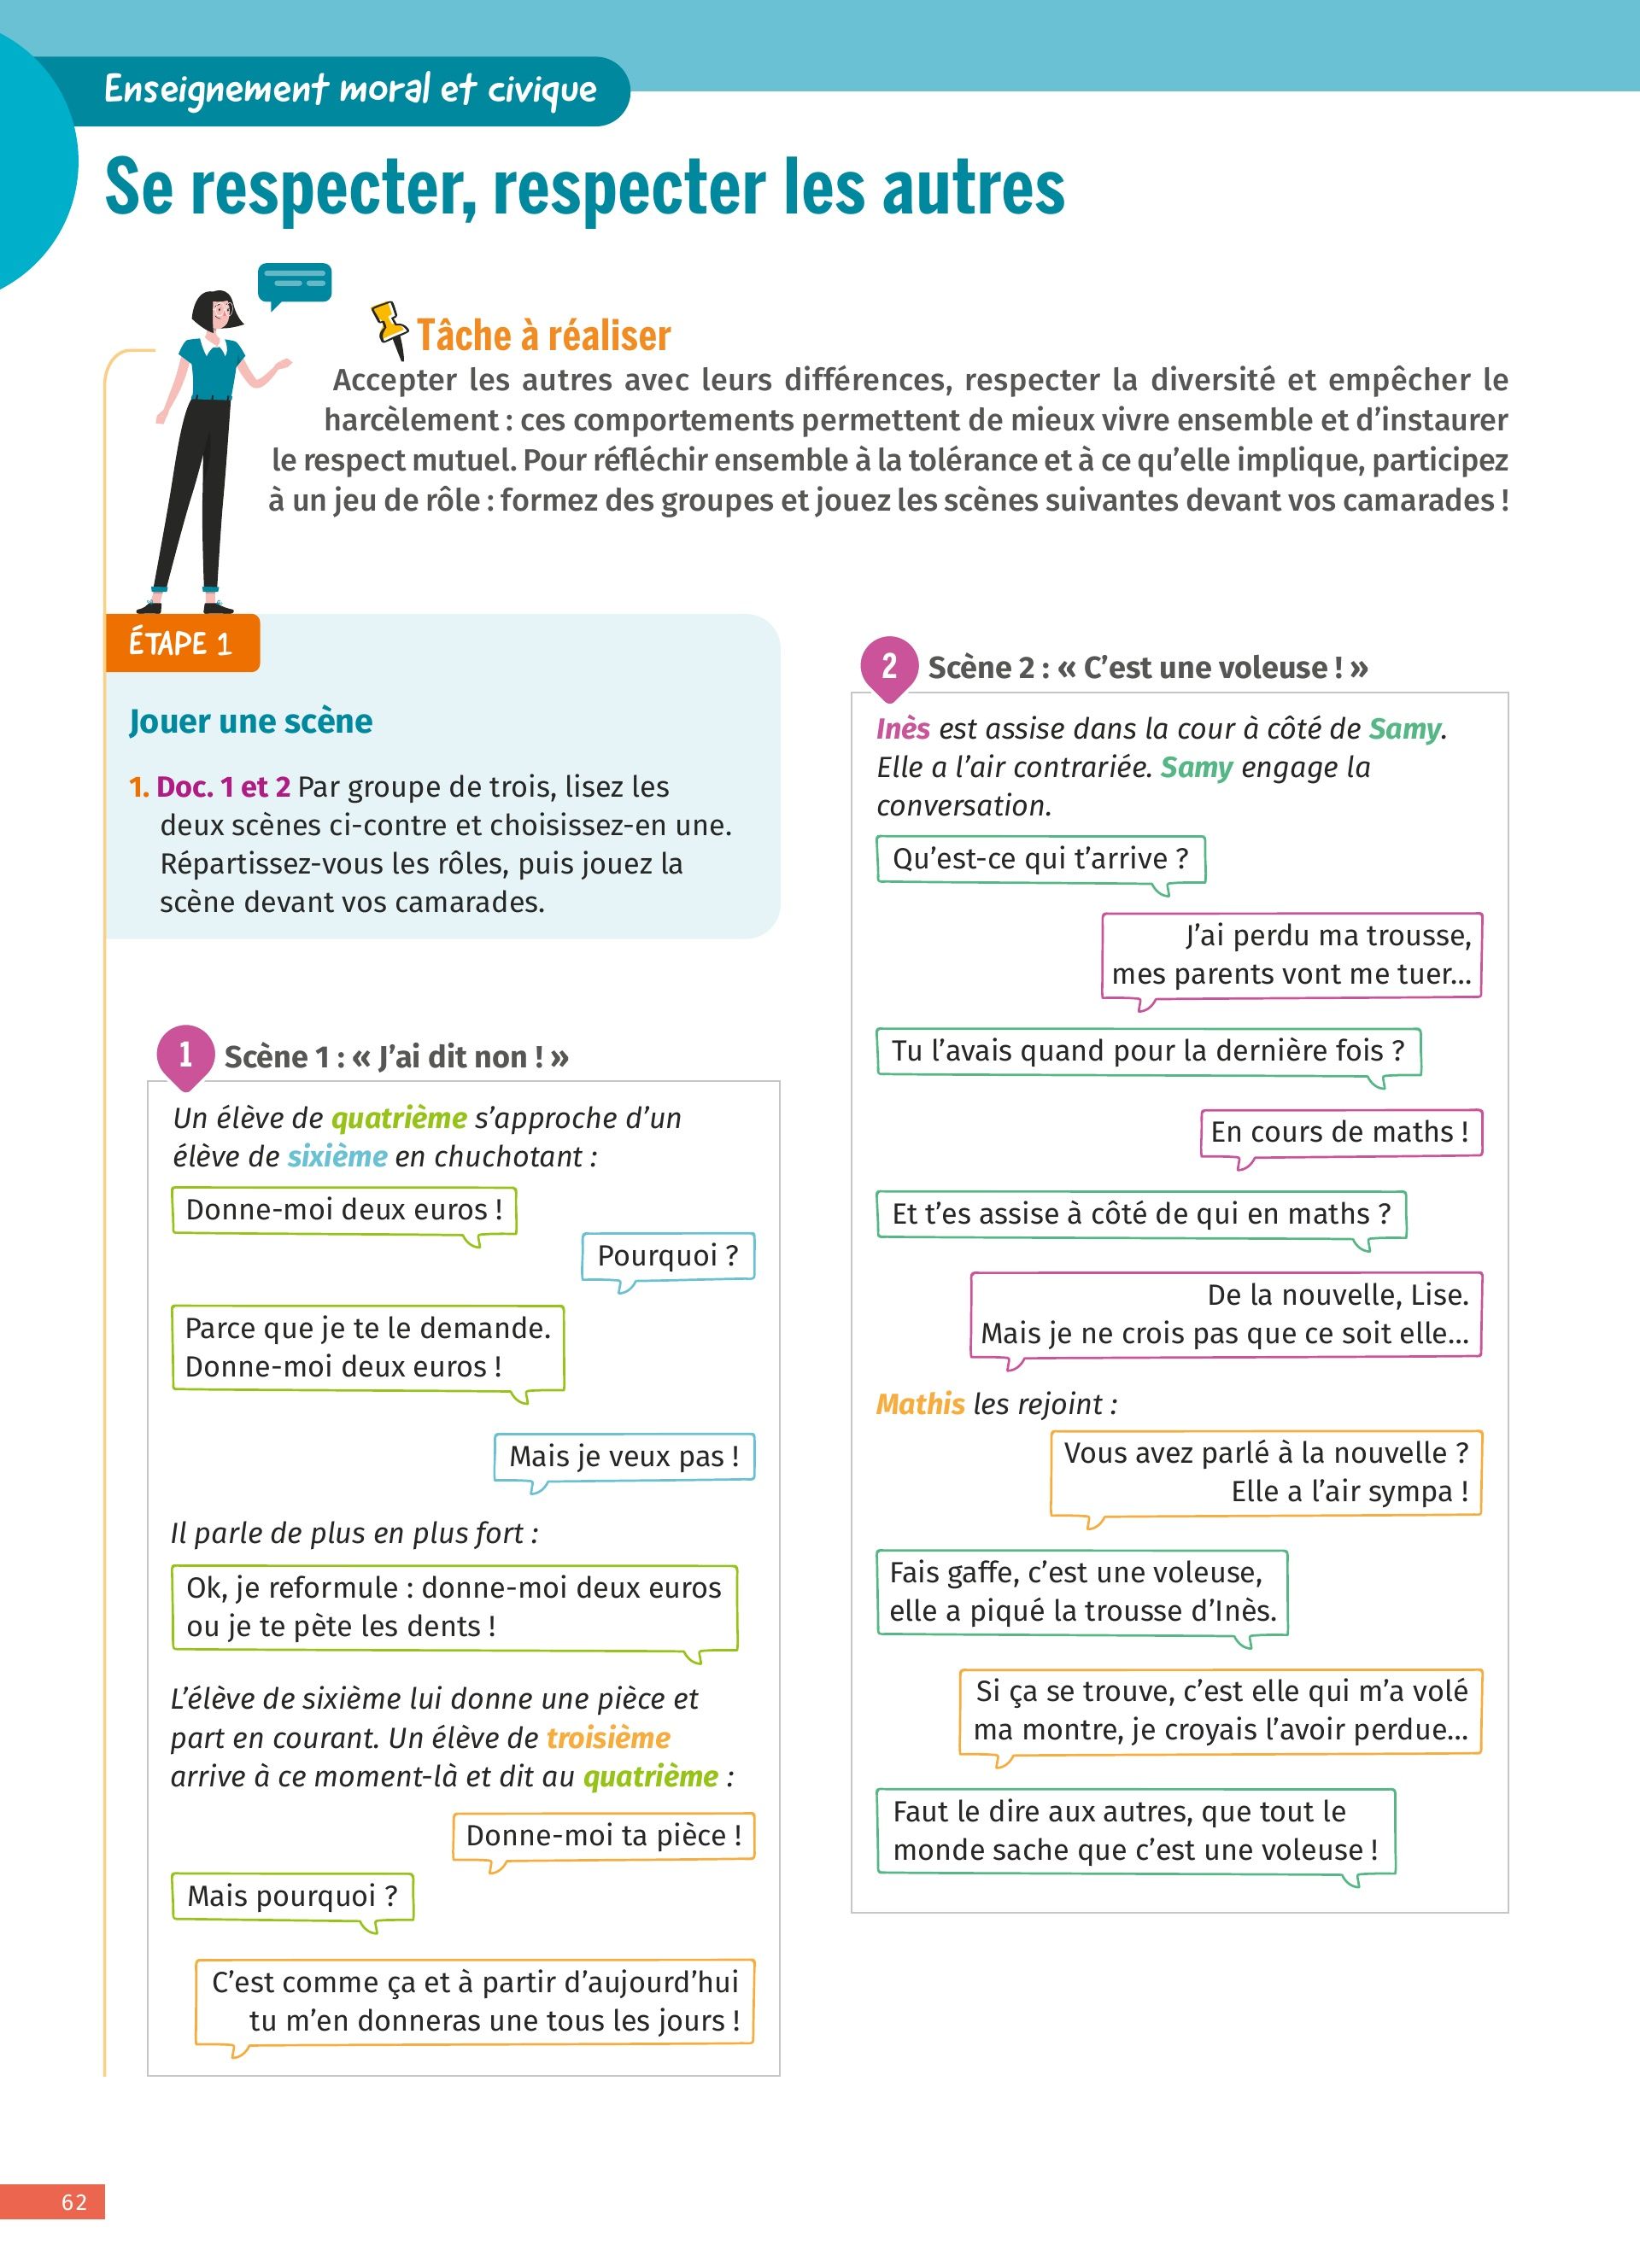 Enseignement moral et civique
Se respecter, respecter les autres
Tâche à réaliser
Accepter les autres avec leurs différences, respecter la diversité et empêcher le
harcèlement : ces comportements permettent de mieux vivre ensemble et d’instaurer
le respect mutuel. Pour réfléchir ensemble à la tolérance et à ce qu’elle implique, participez
à un jeu de rôle : formez des groupes et jouez les scènes suivantes devant vos camarades !
ÉTAPE 1
Jouer une scène
1. Doc. 1 et 2 Par groupe de trois, lisez les
deux scènes ci-contre et choisissez-en une.
Répartissez-vous les rôles, puis jouez la
scène devant vos camarades.
1 Scène 1 : « J’ai dit non ! »
Un élève de quatrième s’approche d’un
élève de sixième en chuchotant :
Donne-moi deux euros !
Pourquoi ?
Parce que je te le demande.
Donne-moi deux euros !
Mais je veux pas !
Il parle de plus en plus fort :
Ok, je reformule : donne-moi deux euros
ou je te pète les dents !
L’élève de sixième lui donne une pièce et
part en courant. Un élève de troisième
arrive à ce moment-là et dit au quatrième :
Donne-moi ta pièce !
Mais pourquoi ?
C’est comme ça et à partir d’aujourd’hui
tu m’en donneras une tous les jours !
2 Scène 2 : « C’est une voleuse ! »
Inès est assise dans la cour à côté de Samy.
Elle a l’air contrariée. Samy engage la
conversation.
Qu’est-ce qui t’arrive ?
J’ai perdu ma trousse,
mes parents vont me tuer...
Tu l’avais quand pour la dernière fois ?
En cours de maths !
Et t’es assise à côté de qui en maths ?
De la nouvelle, Lise.
Mais je ne crois pas que ce soit elle...
Mathis les rejoint :
Vous avez parlé à la nouvelle ?
Elle a l’air sympa !
Fais gaffe, c’est une voleuse,
elle a piqué la trousse d’Inès.
Si ça se trouve, c’est elle qui m’a volé
ma montre, je croyais l’avoir perdue...
Faut le dire aux autres, que tout le
monde sache que c’est une voleuse !
62